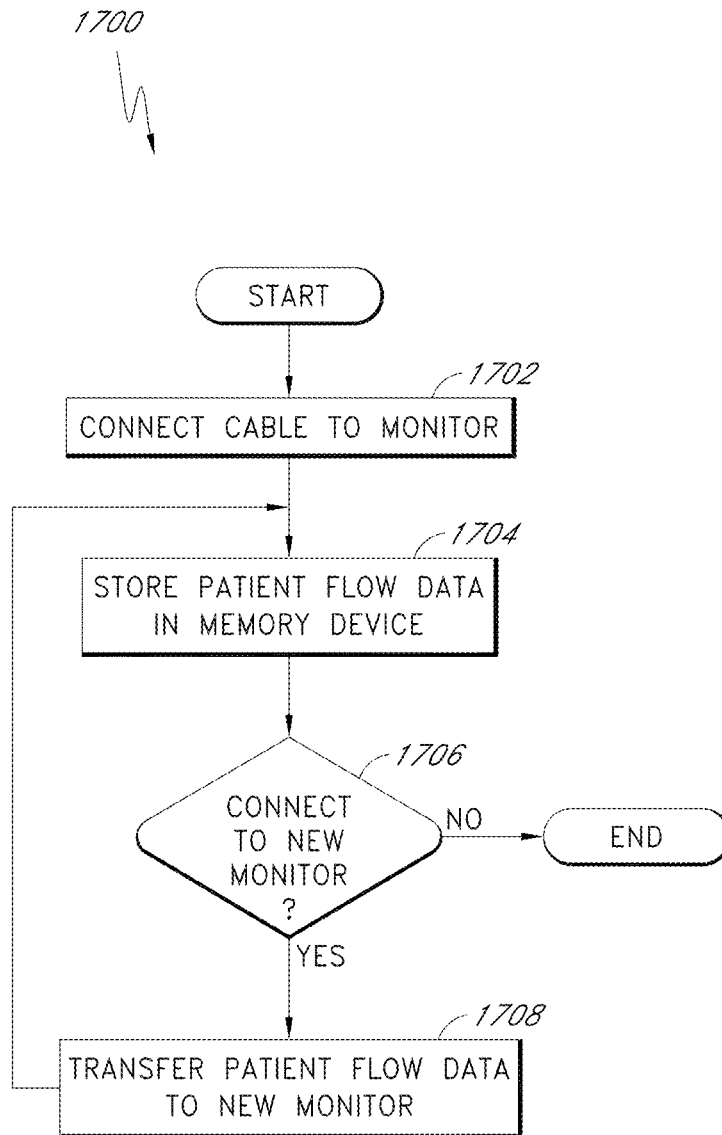 1700
START
1702
CONNECT CABLE TO MONITOR
1704
STORE PATIENT FLOW DATA
IN MEMORY DEVICE
1706
CONNECT
TO NEW
MONITOR
?
NO
END
YES
1708
TRANSFER PATIENT FLOW DATA
TO NEW MONITOR